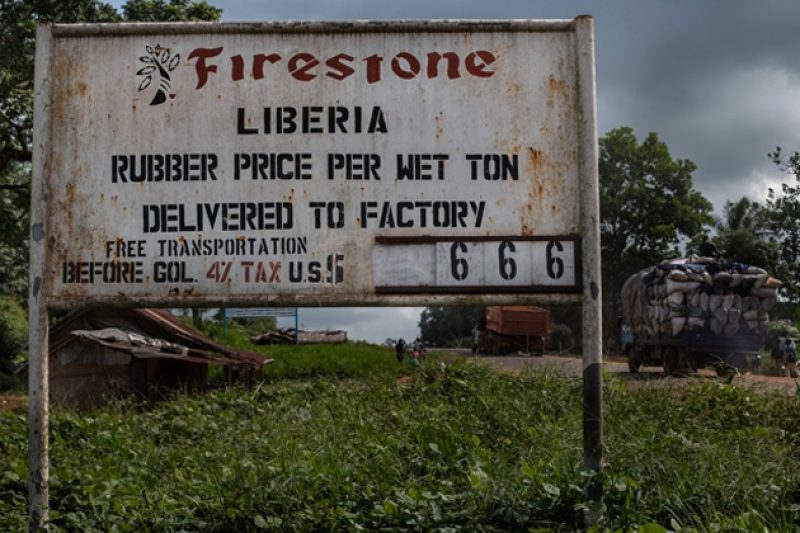 Firestone
LIBERIA
RUBBER PRICE PER WET TON
DELIVERED TO FACTORY
FREE TRANSPORTATION
BEFORE GOL. 4% TAX U.S$ 666